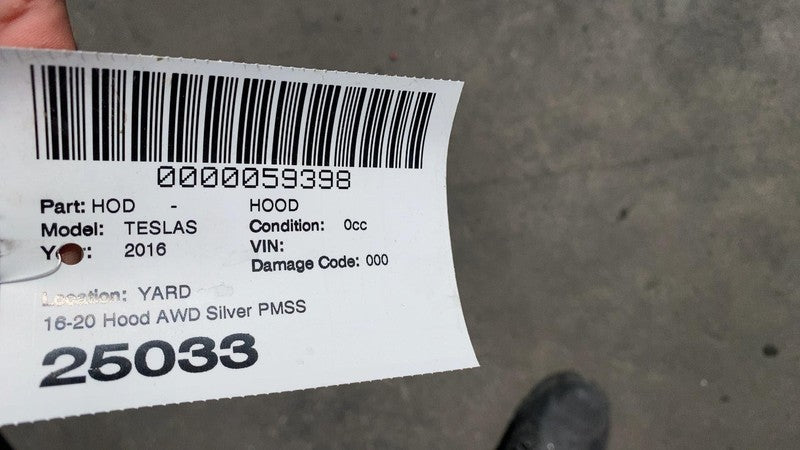 0000059398
Part: HOD - HOOD
Model: TESLAS Condition: 0cc
Year: 2016 VIN:
Damage Code: 000
Location: YARD
16-20 Hood AWD Silver PMSS
25033